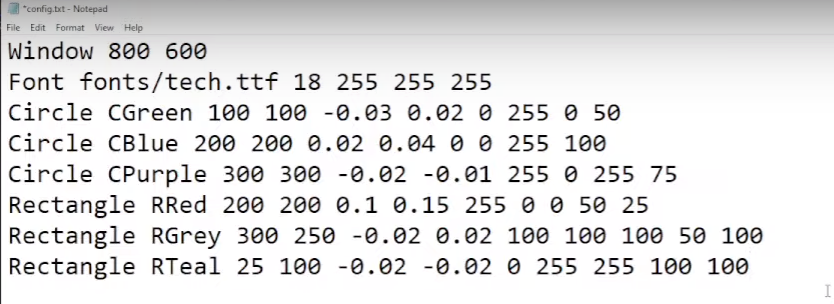 *config.txt - Notepad
File Edit Format View Help
Window 800 600
Font fonts/tech.ttf 18 255 255 255
Circle CGreen 100 100 -0.03 0.02 0 255 0 50
Circle CBlue 200 200 0.02 0.04 0 0 255 100
Circle CPurple 300 300 -0.02 -0.01 255 0 255 75
Rectangle RRed 200 200 0.1 0.15 255 0 0 50 25
Rectangle RGrey 300 250 -0.02 0.02 100 100 100 50 100
Rectangle RTeal 25 100 -0.02 -0.02 0 255 255 100 100